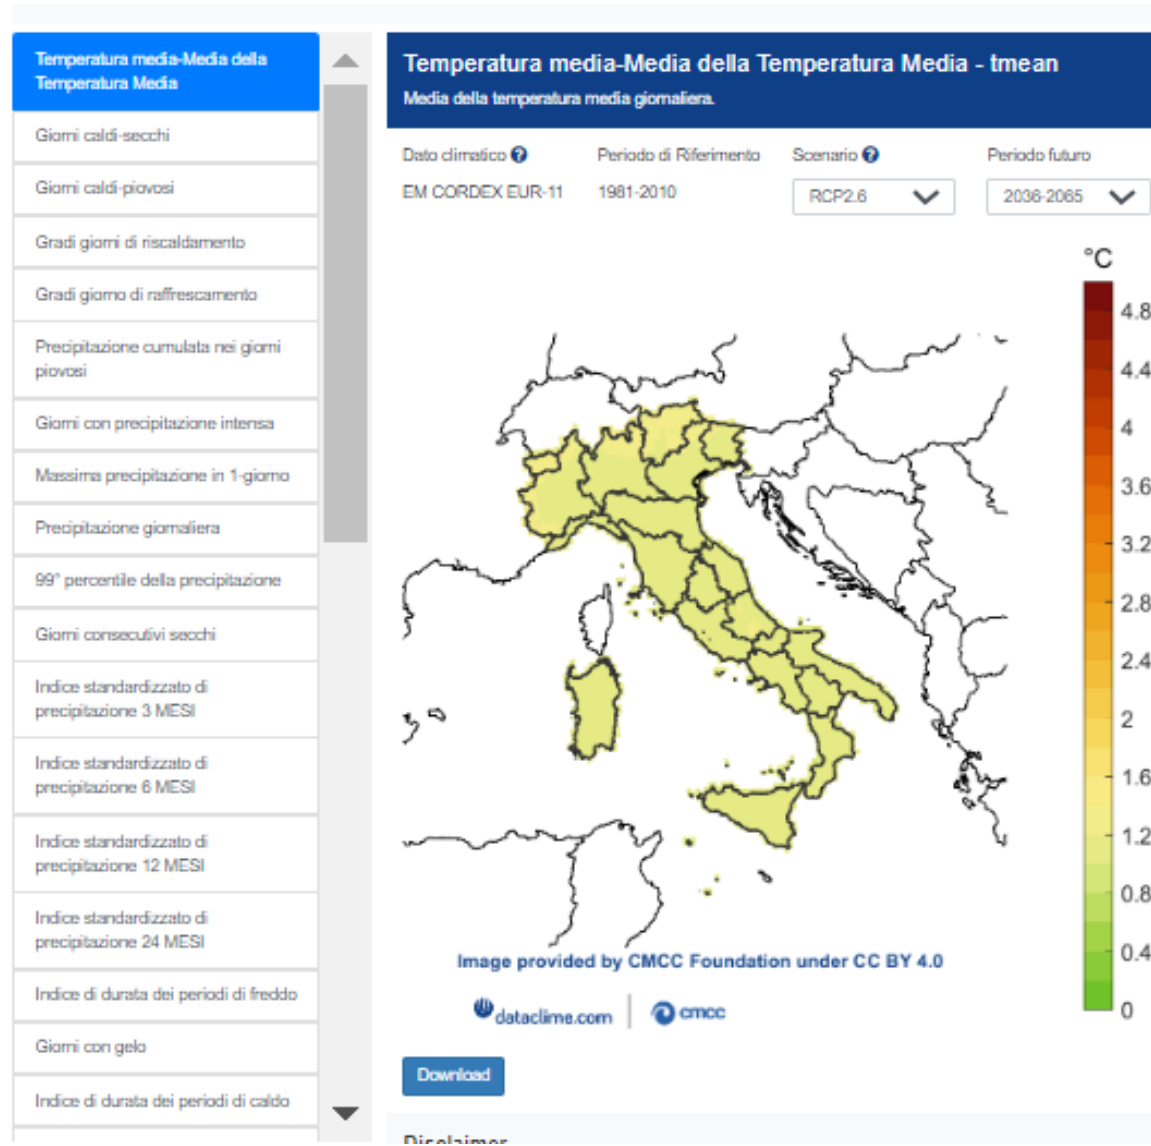 Temperatura media-Media della
Temperatura Media
Giorni caldi-secchi
Giorni caldi-piovosi
Gradi giorni di riscaldamento
Gradi giorno di raffrescamento
Precipitazione cumulata nei giorni
piovosi
Giorni con precipitazione intensa
Massima precipitazione in 1-giorno
Precipitazione giornaliera
99° percentile della precipitazione
Giorni consecutivi secchi
Indice standardizzato di
precipitazione 3 MESI
Indice standardizzato di
precipitazione 6 MESI
Indice standardizzato di
precipitazione 12 MESI
Indice standardizzato di
precipitazione 24 MESI
Indice di durata dei periodi di freddo
Giorni con gelo
Indice di durata dei periodi di caldo
Temperatura media-Media della Temperatura Media - tmean
Media della temperatura media giornaliera.
Dato climatico ? Periodo di Riferimento Scenario ? Periodo futuro
EM CORDEX EUR-11 1981-2010 RCP2.6 2036-2065
°C
4.8
4.4
4
3.6
3.2
2.8
2.4
2
1.6
1.2
0.8
0.4
0
Image provided by CMCC Foundation under CC BY 4.0
dataclime.com cmcc
Download
Disclaimer